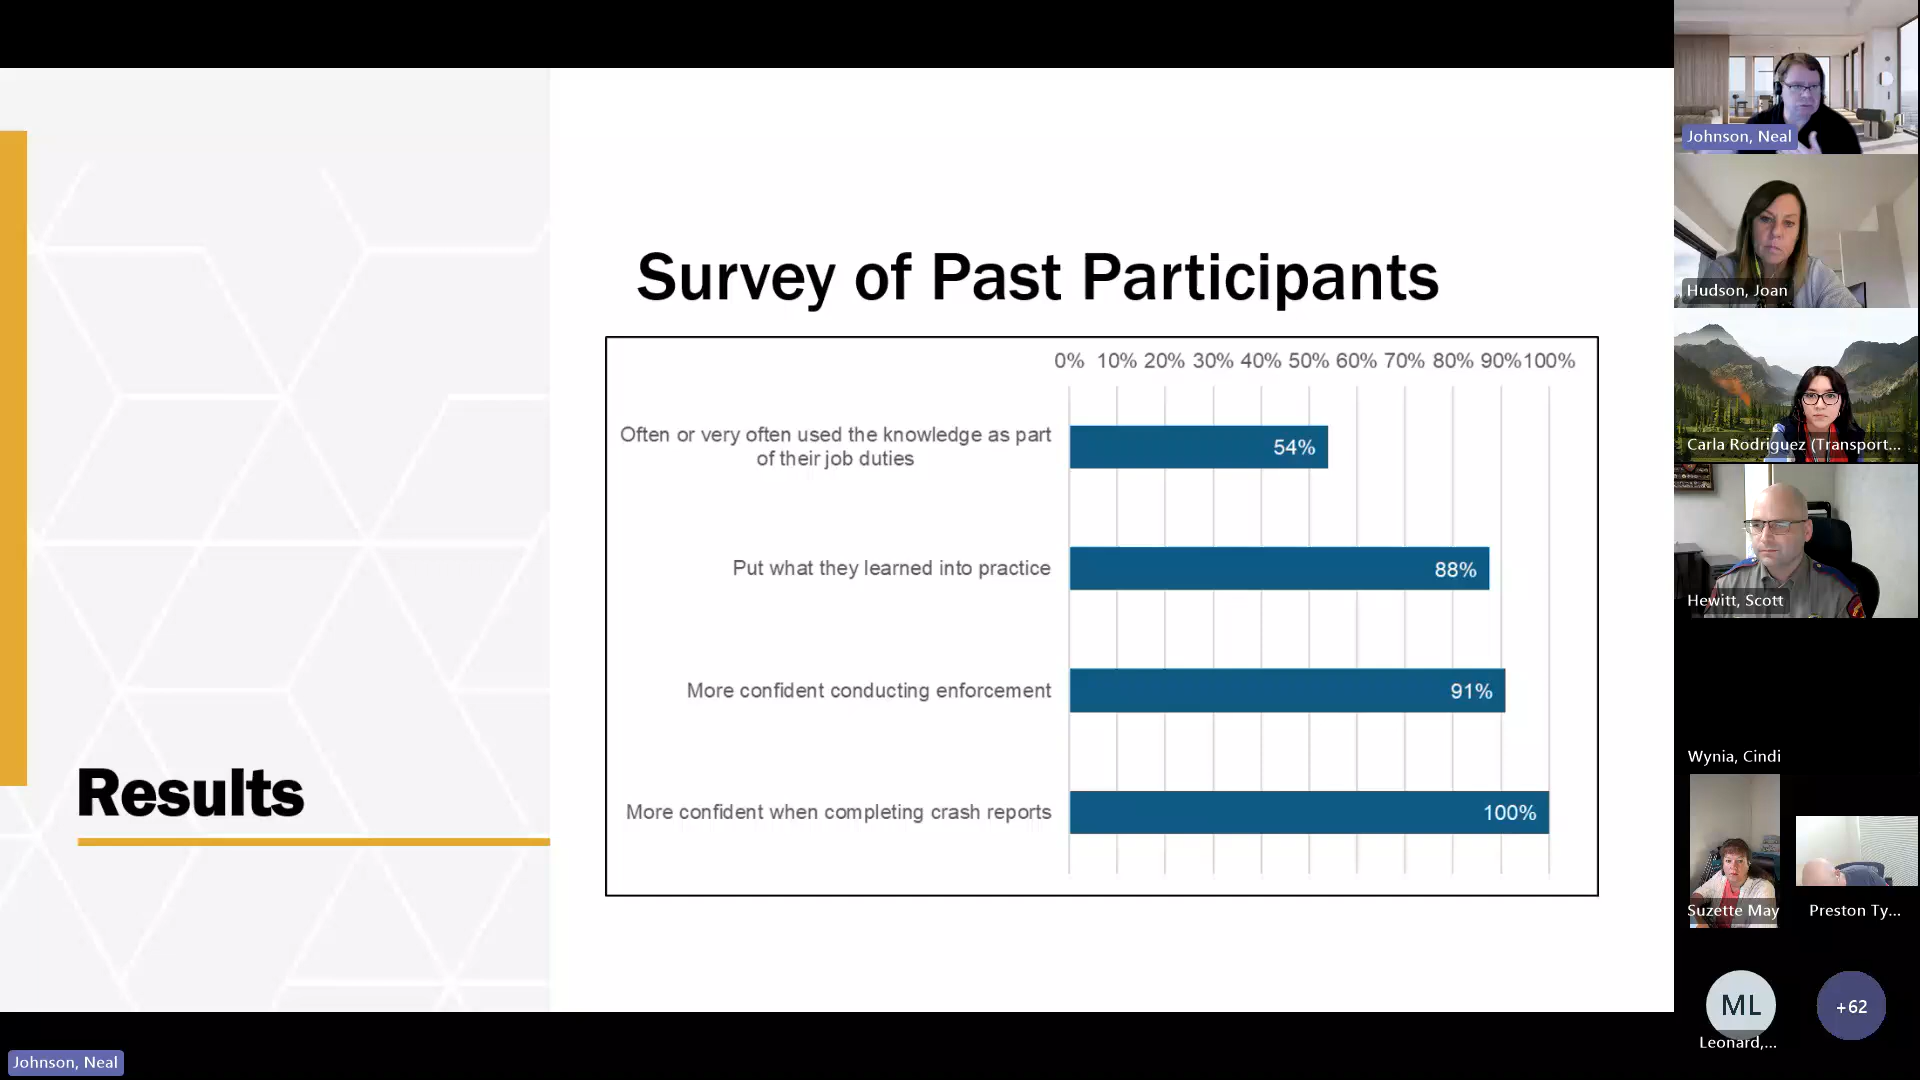 Results
Survey of Past Participants
0% 10% 20% 30% 40% 50% 60% 70% 80% 90% 100%
Often or very often used the knowledge as part
of their job duties
54%
Put what they learned into practice
88%
More confident conducting enforcement
91%
More confident when completing crash reports
100%
Johnson, Neal
Hudson, Joan
Carla Rodriguez (Transport...
Hewitt, Scott
Wynia, Cindi
Suzette May
Preston Ty...
ML
+62
Leonard,...
Johnson, Neal